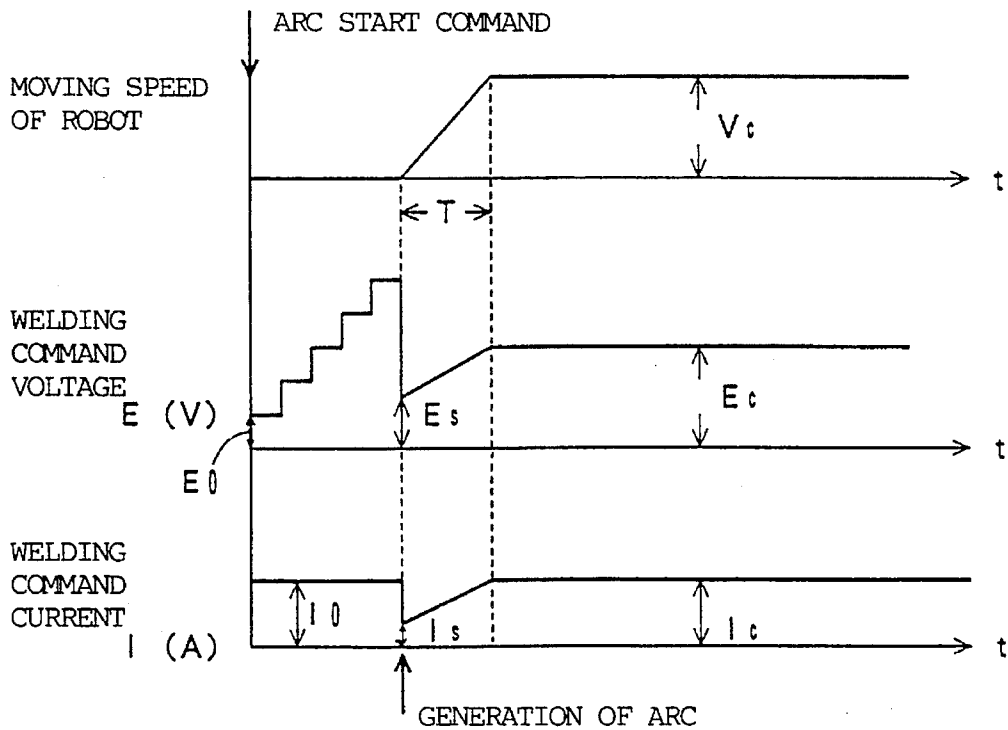 ARC START COMMAND
MOVING SPEED
OF ROBOT
Vc
t
T
WELDING
COMMAND
VOLTAGE
E (V)
Es
Ec
t
E0
WELDING
COMMAND
CURRENT
I0
Is
Ic
I (A)
t
GENERATION OF ARC